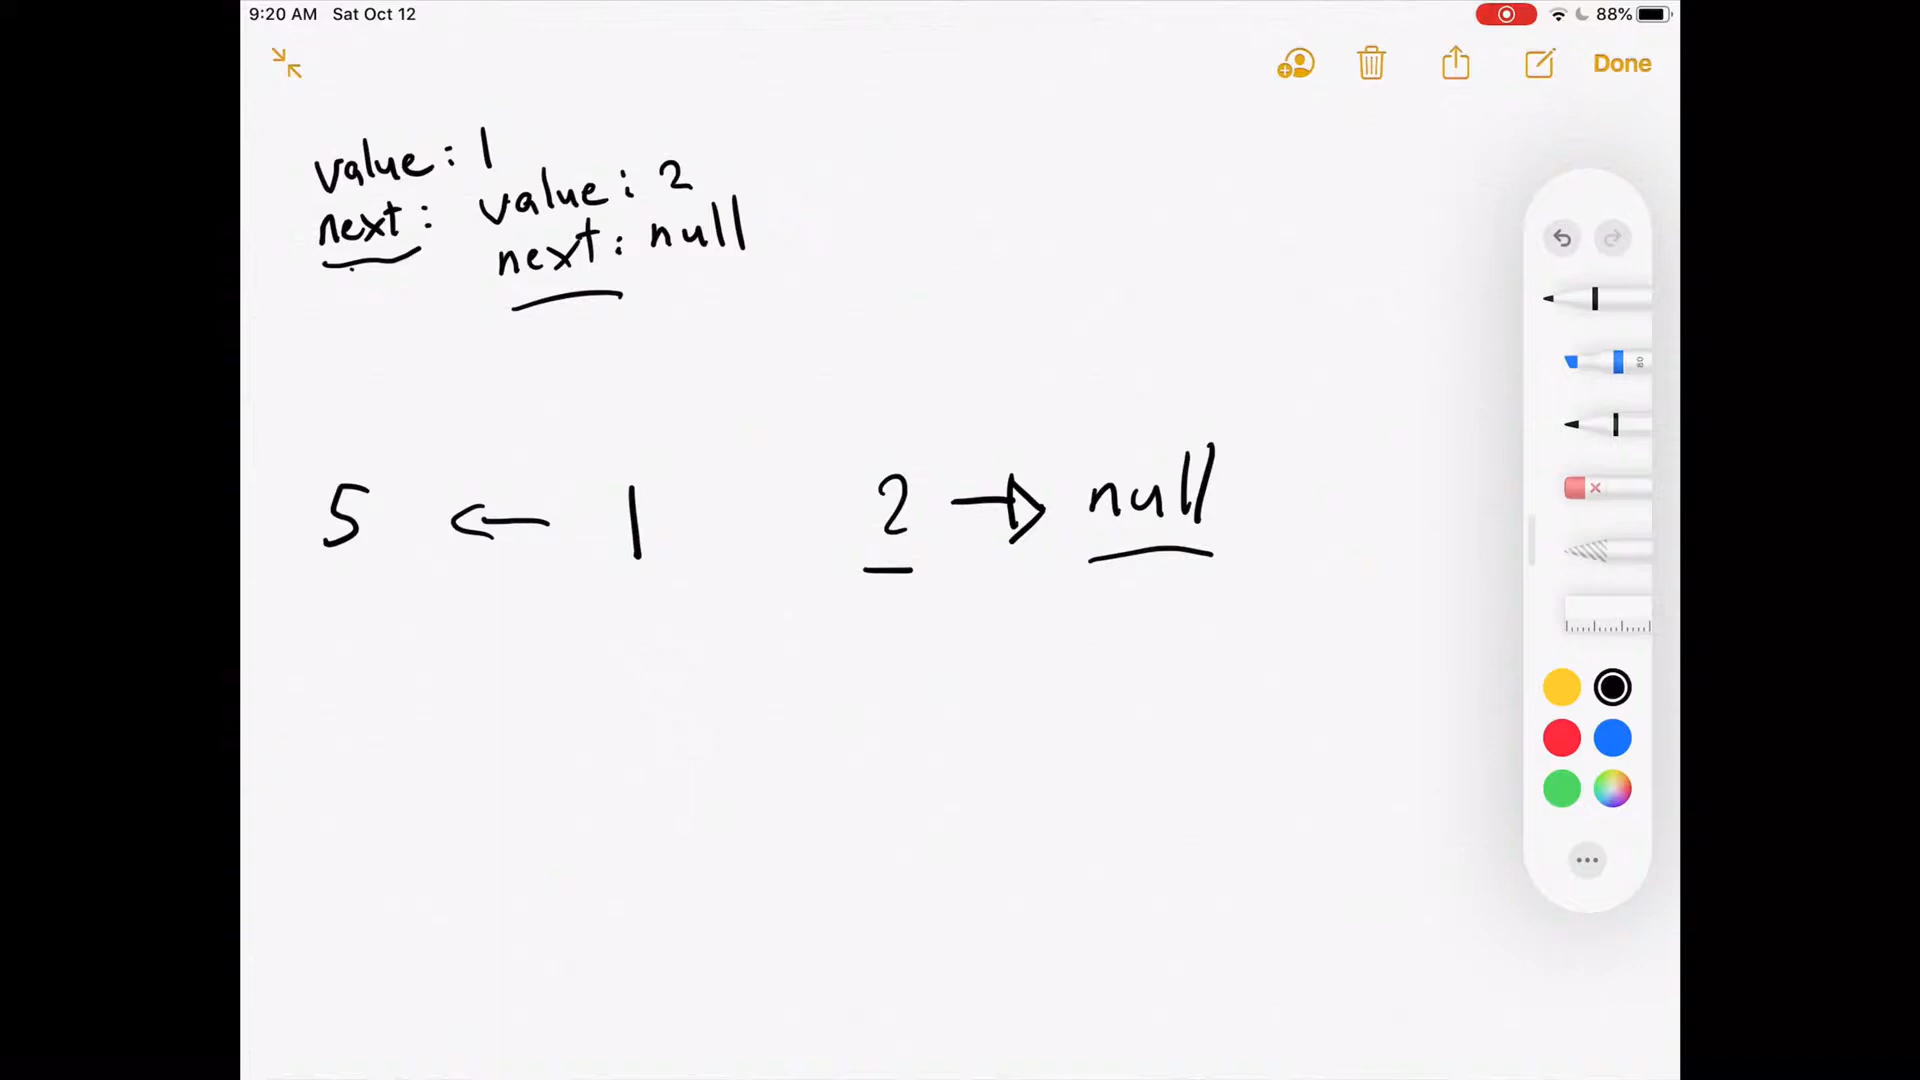 9:20 AM Sat Oct 12
88%
Done
value: 1
next: value: 2
next: null
5 ← 1 2 → null
80